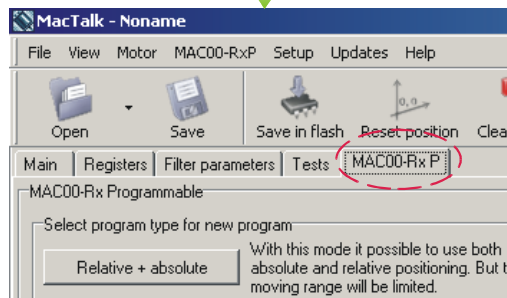 MacTalk - Noname
File View Motor MAC00-RxP Setup Updates Help
0,0
Open Save Save in flash Reset position Clea
Main Registers Filter parameters Tests MAC00-Rx P
MAC00-Rx Programmable
Select program type for new program
With this mode it possible to use both
Relative + absolute absolute and relative positioning. But t
moving range will be limited.